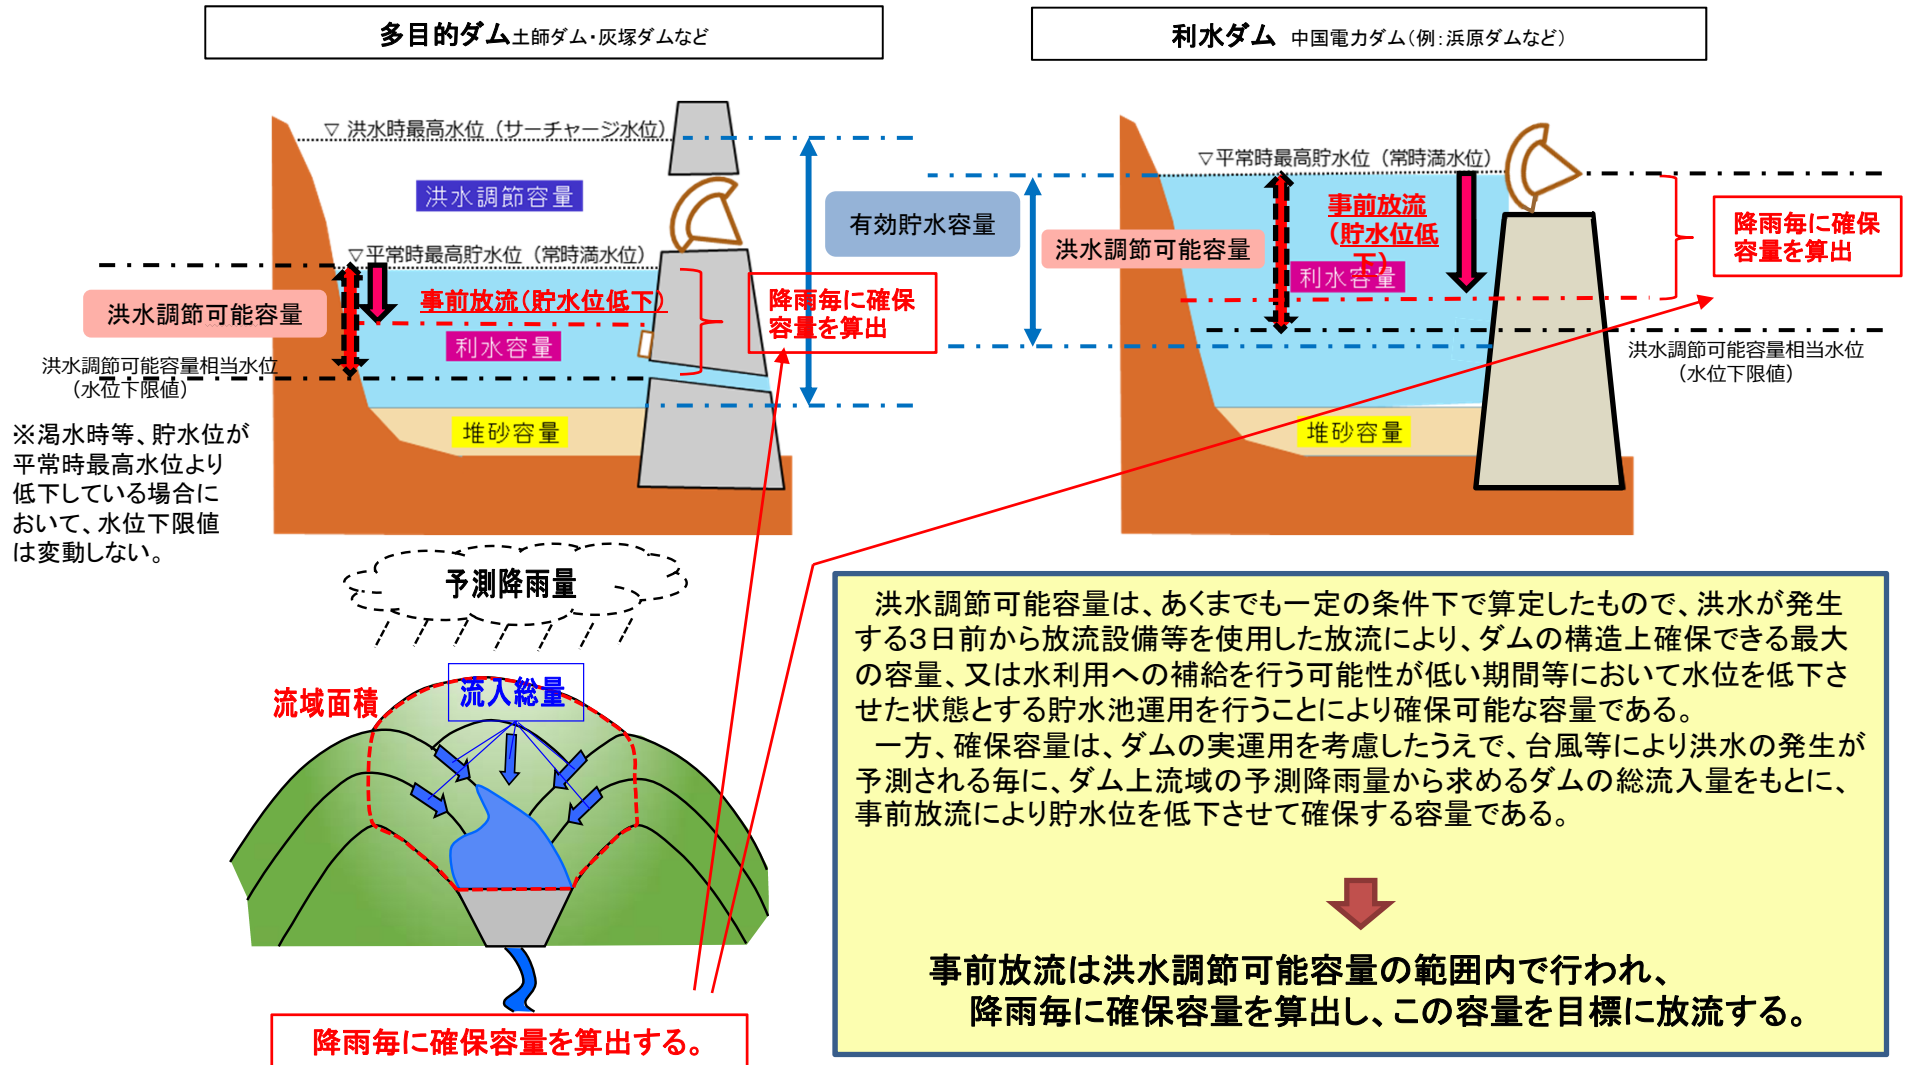 多目的ダム土師ダム・灰塚ダムなど
▽ 洪水時最高水位（サーチャージ水位）
洪水調節容量
▽平常時最高貯水位（常時満水位）
有効貯水容量
洪水調節可能容量
事前放流（貯水位低下）
利水容量
降雨毎に確保
容量を算出
洪水調節可能容量相当水位
（水位下限値）
堆砂容量
※渇水時等、貯水位が
平常時最高水位より
低下している場合に
おいて、水位下限値
は変動しない。
利水ダム 中国電力ダム（例：浜原ダムなど）
▽平常時最高貯水位（常時満水位）
洪水調節可能容量
事前放流
（貯水位低
下）
利水容量
降雨毎に確保
容量を算出
洪水調節可能容量相当水位
（水位下限値）
堆砂容量
予測降雨量
流域面積
流入総量
降雨毎に確保容量を算出する。
洪水調節可能容量は、あくまでも一定の条件下で算定したもので、洪水が発生
する３日前から放流設備等を使用した放流により、ダムの構造上確保できる最大
の容量、又は水利用への補給を行う可能性が低い期間等において水位を低下さ
せた状態とする貯水池運用を行うことにより確保可能な容量である。
一方、確保容量は、ダムの実運用を考慮したうえで、台風等により洪水の発生が
予測される毎に、ダム上流域の予測降雨量から求めるダムの総流入量をもとに、
事前放流により貯水位を低下させて確保する容量である。
事前放流は洪水調節可能容量の範囲内で行われ、
降雨毎に確保容量を算出し、この容量を目標に放流する。